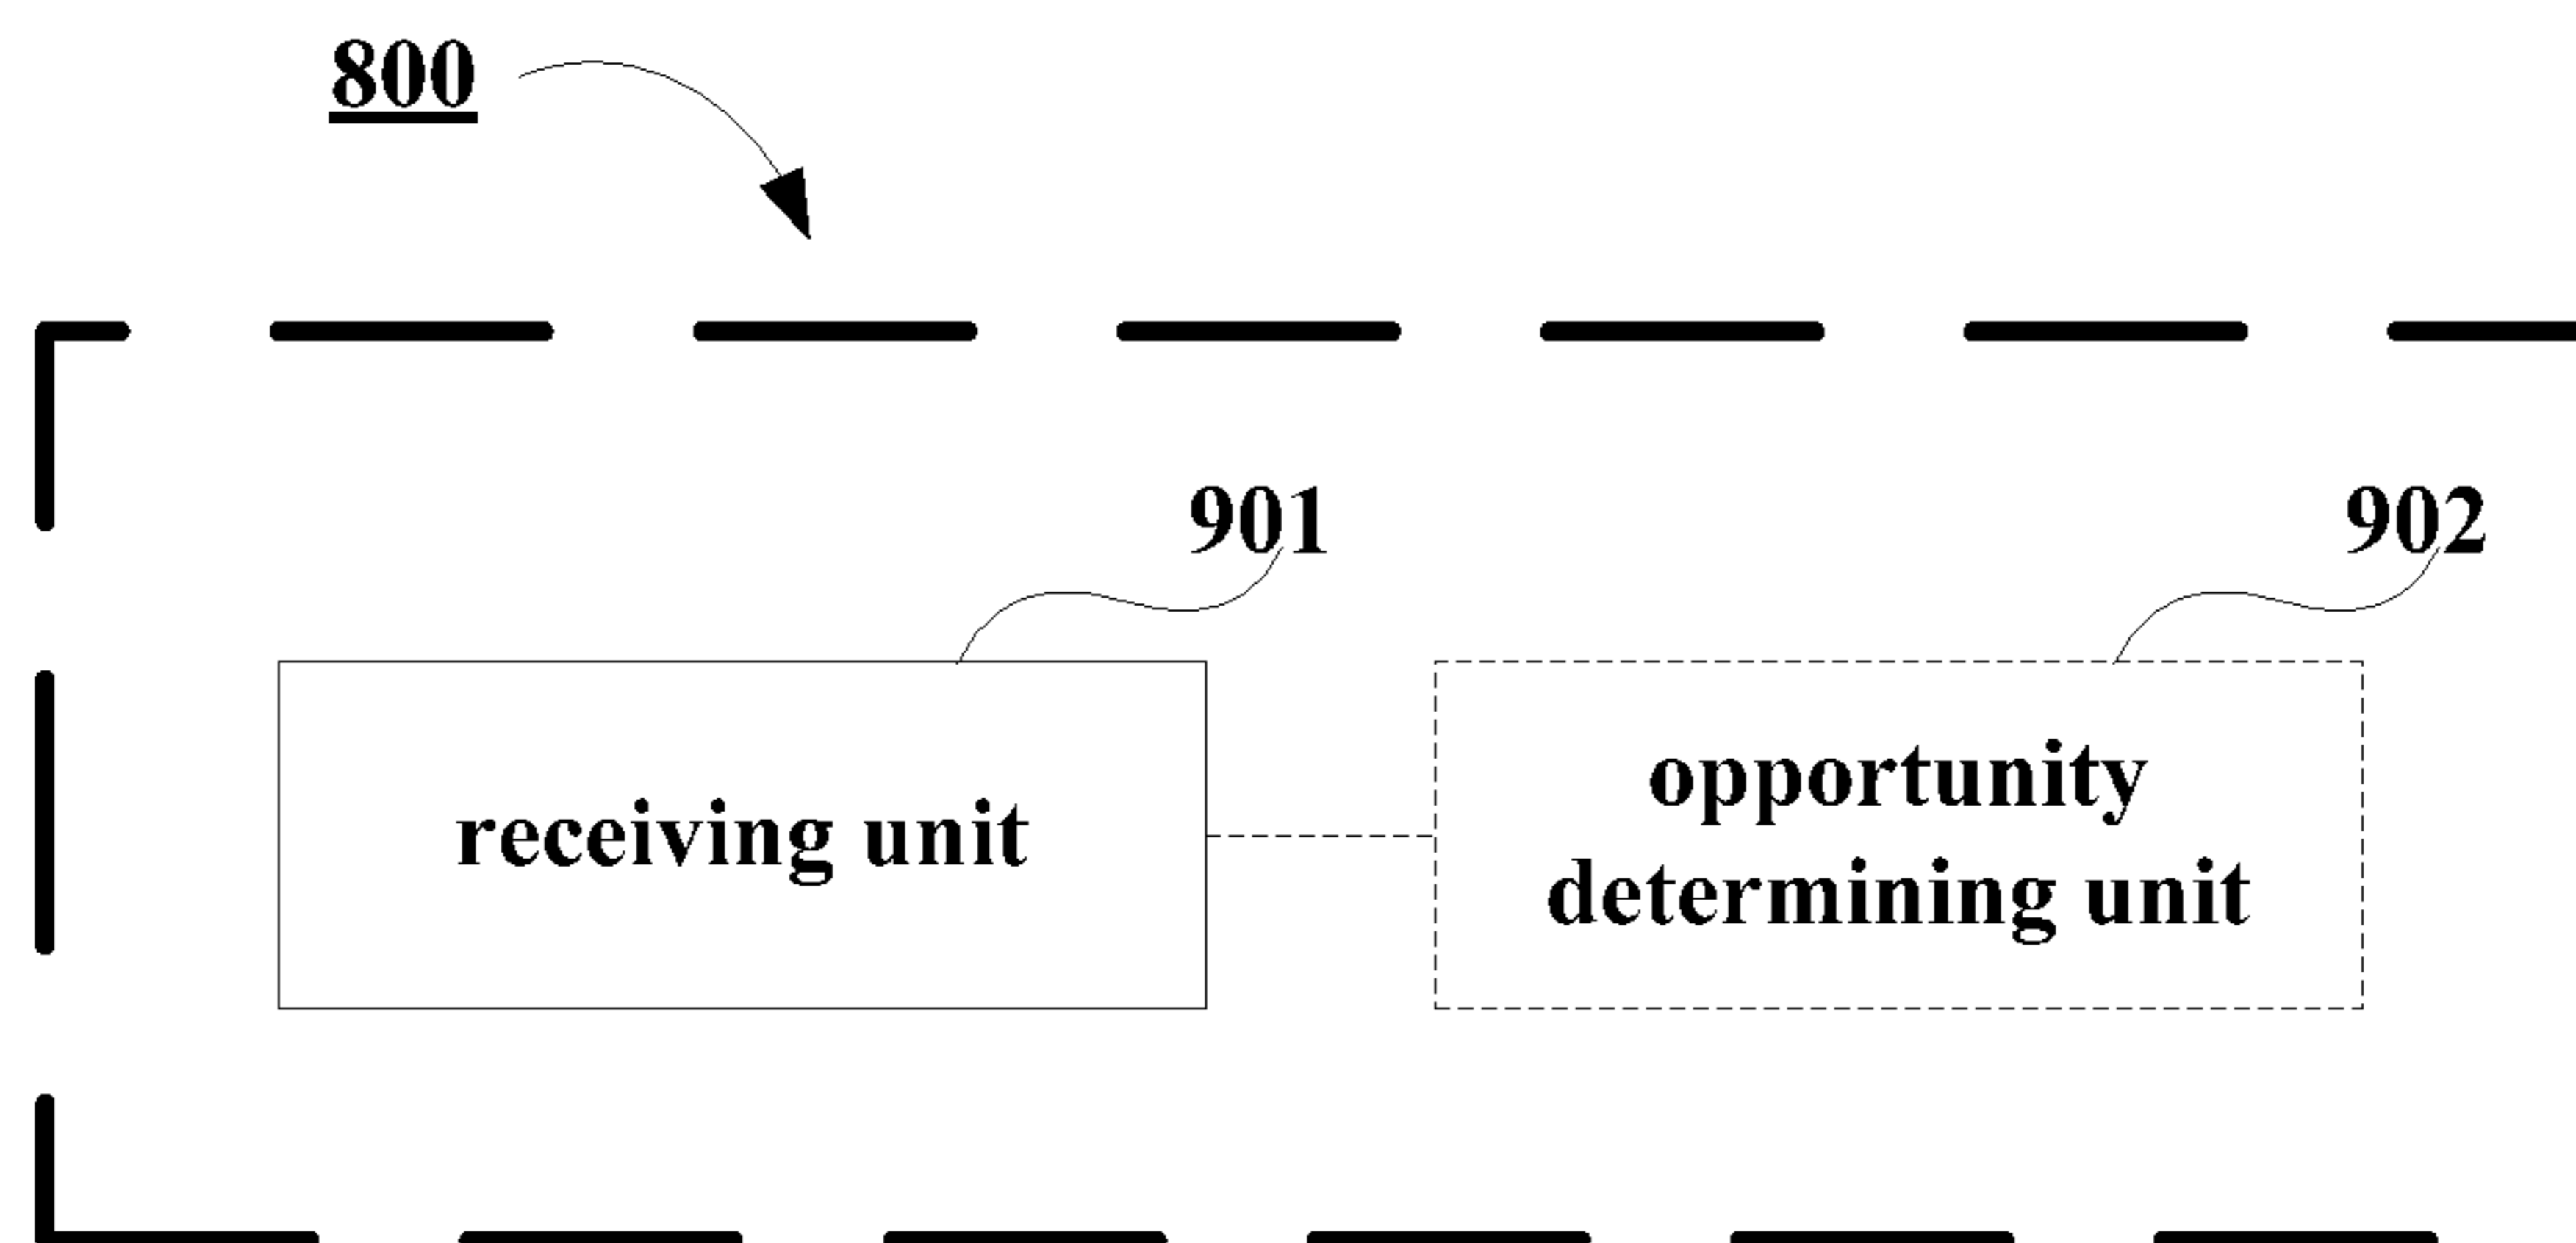 800
901
902
receiving unit
opportunity
determining unit